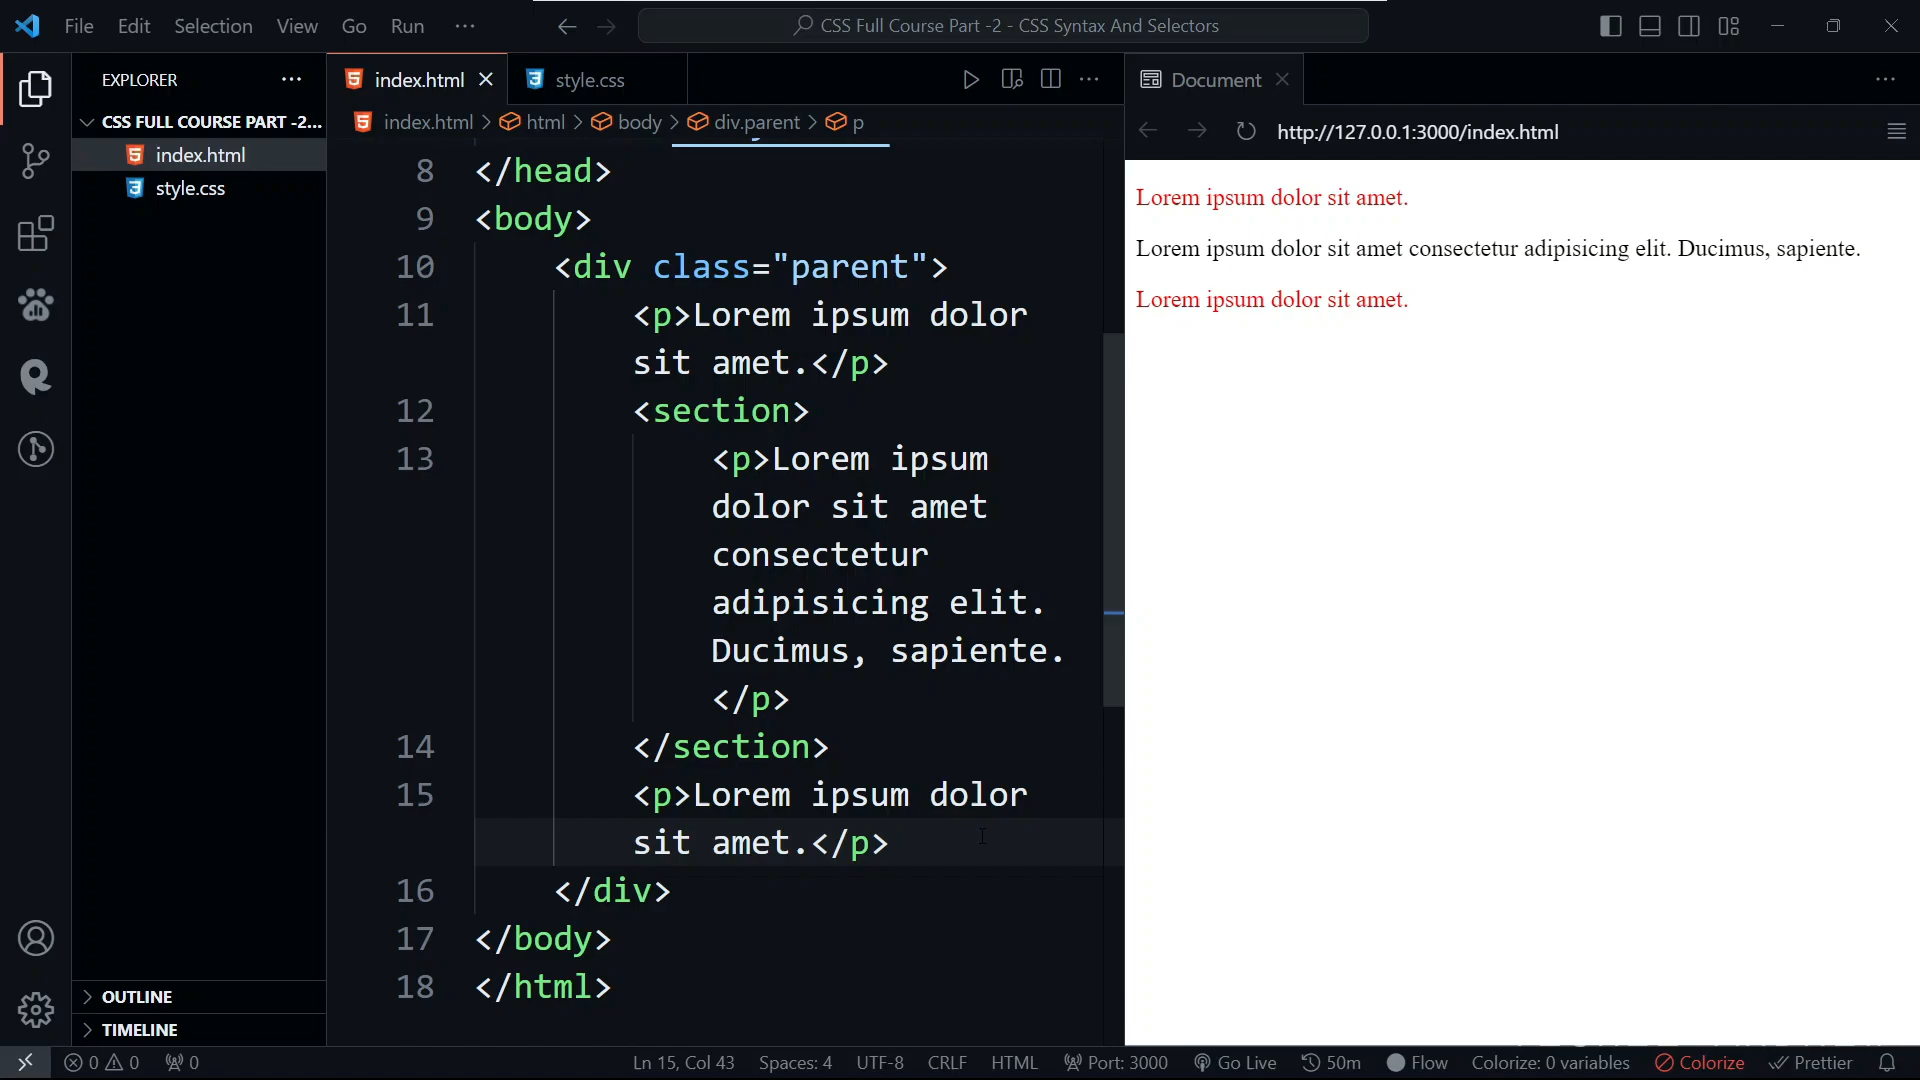 File Edit Selection View Go Run ··· CSS Full Course Part -2 - CSS Syntax And Selectors
EXPLORER
CSS FULL COURSE PART -2...
index.html
style.css
OUTLINE
TIMELINE
index.html style.css
index.html > html > body > div.parent > p
8 </head>
9 <body>
10 <div class="parent">
11 <p>Lorem ipsum dolor
sit amet.</p>
12 <section>
13 <p>Lorem ipsum
dolor sit amet
consectetur
adipisicing elit.
Ducimus, sapiente.
</p>
14 </section>
15 <p>Lorem ipsum dolor
sit amet.</p>
16 </div>
17 </body>
18 </html>
Document
http://127.0.0.1:3000/index.html
Lorem ipsum dolor sit amet.
Lorem ipsum dolor sit amet consectetur adipisicing elit. Ducimus, sapiente.
Lorem ipsum dolor sit amet.
0 0 0 Ln 15, Col 43 Spaces: 4 UTF-8 CRLF HTML Port: 3000 Go Live 50m Flow Colorize: 0 variables Colorize Prettier